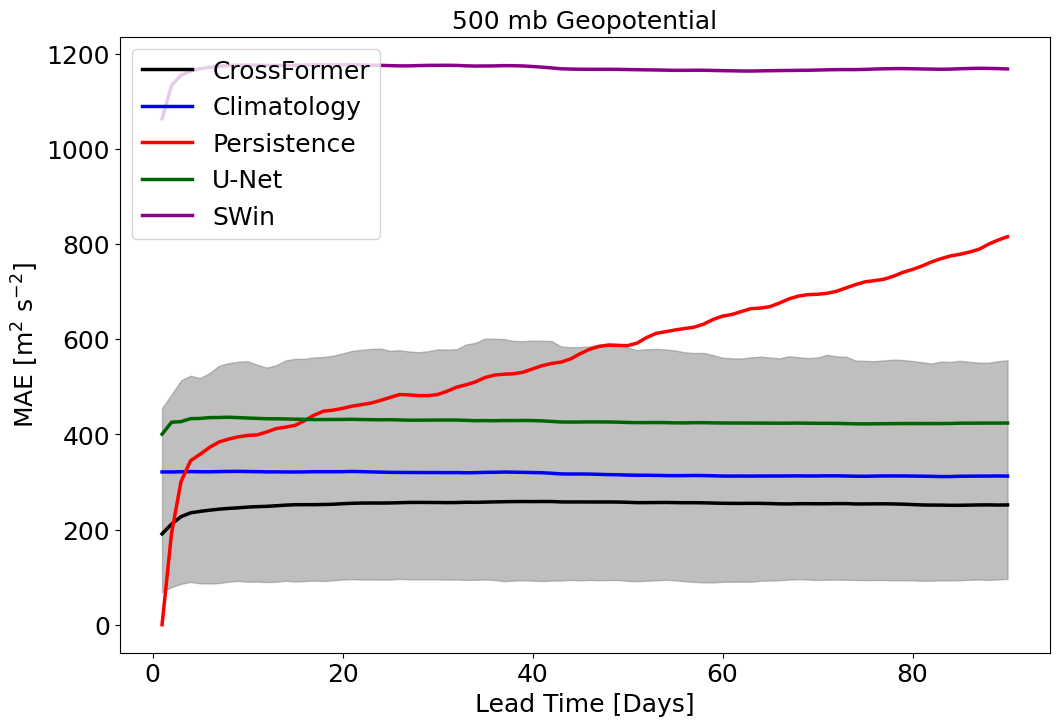 500 mb Geopotential
1200
1000
800
600
400
200
0
MAE [m² s⁻²]
CrossFormer
Climatology
Persistence
U-Net
SWin
0 20 40 60 80
Lead Time [Days]